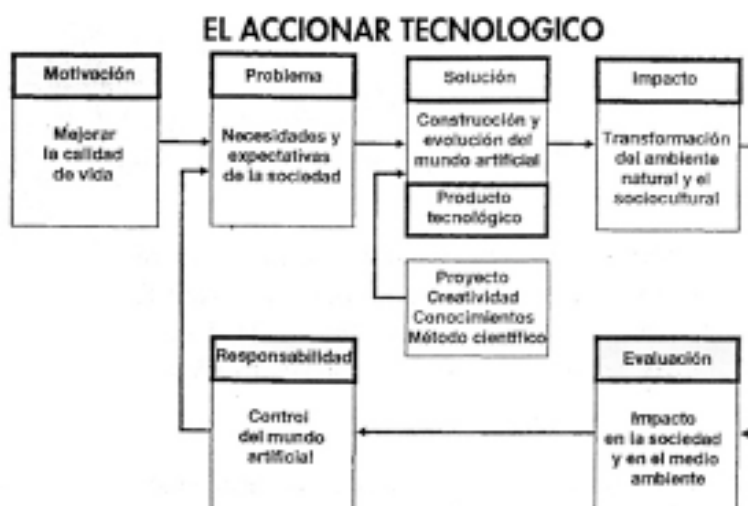 EL ACCIONAR TECNOLOGICO
Motivación
Mejorar
la calidad
de vida
Problema
Necesidades y
expectativas
de la sociedad
Solución
Construcción y
evolución del
mundo artificial
Producto
tecnológico
Proyecto
Creatividad
Conocimientos
Método científico
Impacto
Transformación
del ambiente
natural y el
sociocultural
Responsabilidad
Control
del mundo
artificial
Evaluación
Impacto
en la sociedad
y en el medio
ambiente